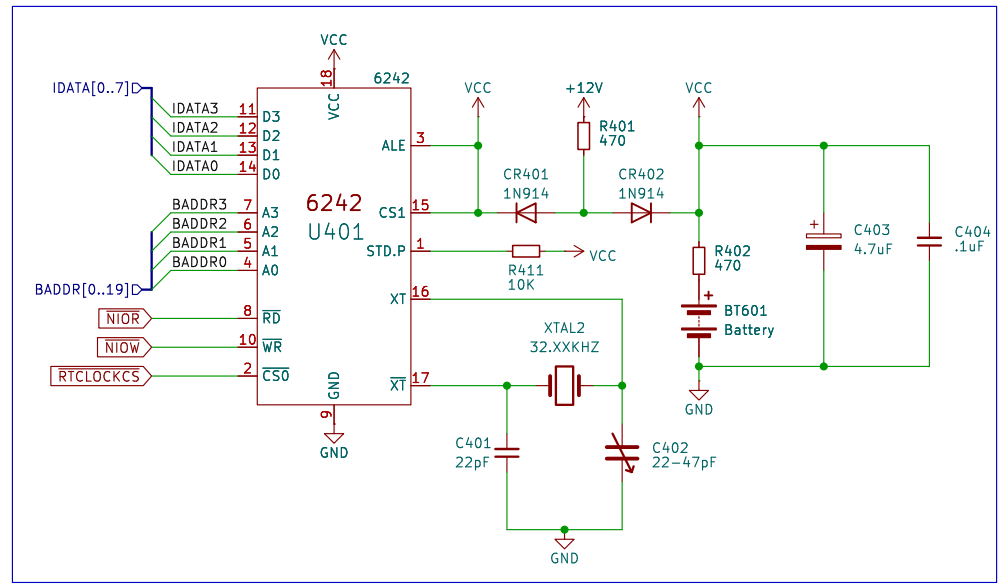 VCC
6242
IDATA[0..7]
IDATA3
IDATA2
IDATA1
IDATA0
11 D3
12 D2
13 D1
14 D0
18
VCC
BADDR3
BADDR2
BADDR1
BADDR0
7 A3
6 A2
5 A1
4 A0
BADDR[0..19]
6242
U401
NIOR
8 RD
NIOW
10 WR
RTCLOCKCS
2 CS0
GND
9
GND
ALE 3
CS1 15
STD.P 1
XT 16
XT 17
VCC
+12V
R401
470
VCC
CR401
1N914
CR402
1N914
R411
10K
VCC
R402
470
+
BT601
Battery
+
C403
4.7uF
C404
.1uF
GND
XTAL2
32.XXKHZ
C401
22pF
C402
22-47pF
GND